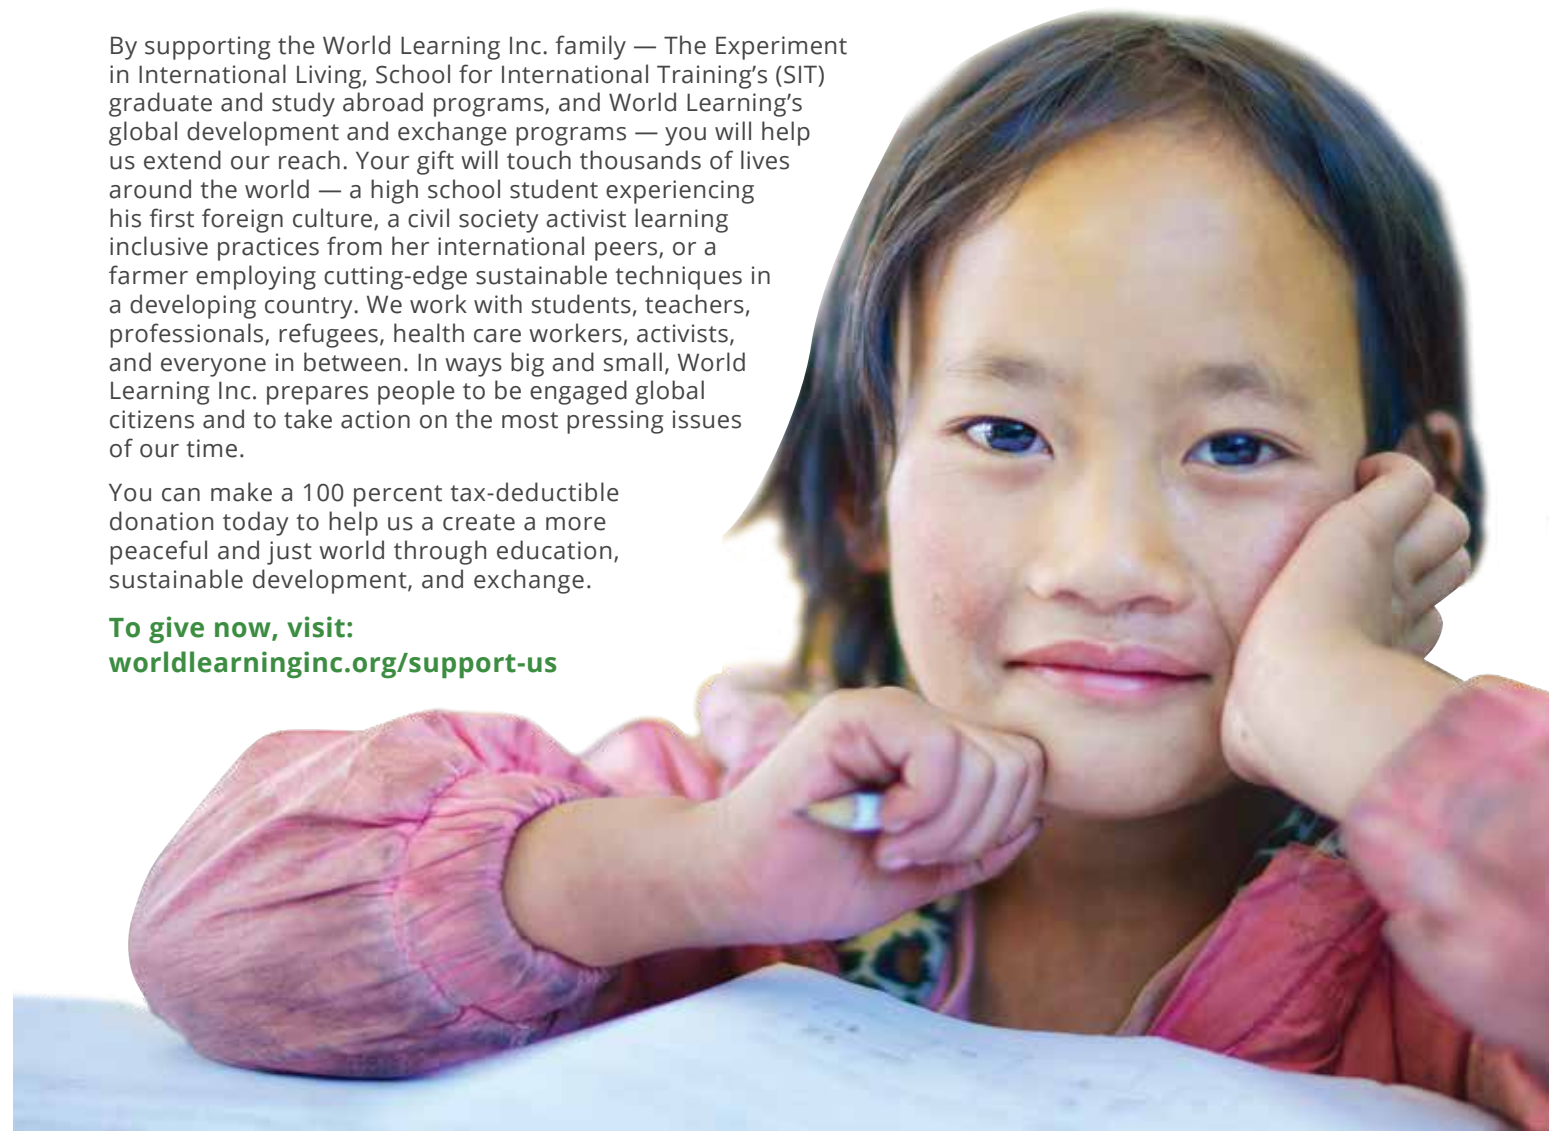 By supporting the World Learning Inc. family — The Experiment
in International Living, School for International Training’s (SIT)
graduate and study abroad programs, and World Learning’s
global development and exchange programs — you will help
us extend our reach. Your gift will touch thousands of lives
around the world — a high school student experiencing
his first foreign culture, a civil society activist learning
inclusive practices from her international peers, or a
farmer employing cutting-edge sustainable techniques in
a developing country. We work with students, teachers,
professionals, refugees, health care workers, activists,
and everyone in between. In ways big and small, World
Learning Inc. prepares people to be engaged global
citizens and to take action on the most pressing issues
of our time.
You can make a 100 percent tax-deductible
donation today to help us a create a more
peaceful and just world through education,
sustainable development, and exchange.
To give now, visit:
worldlearninginc.org/support-us